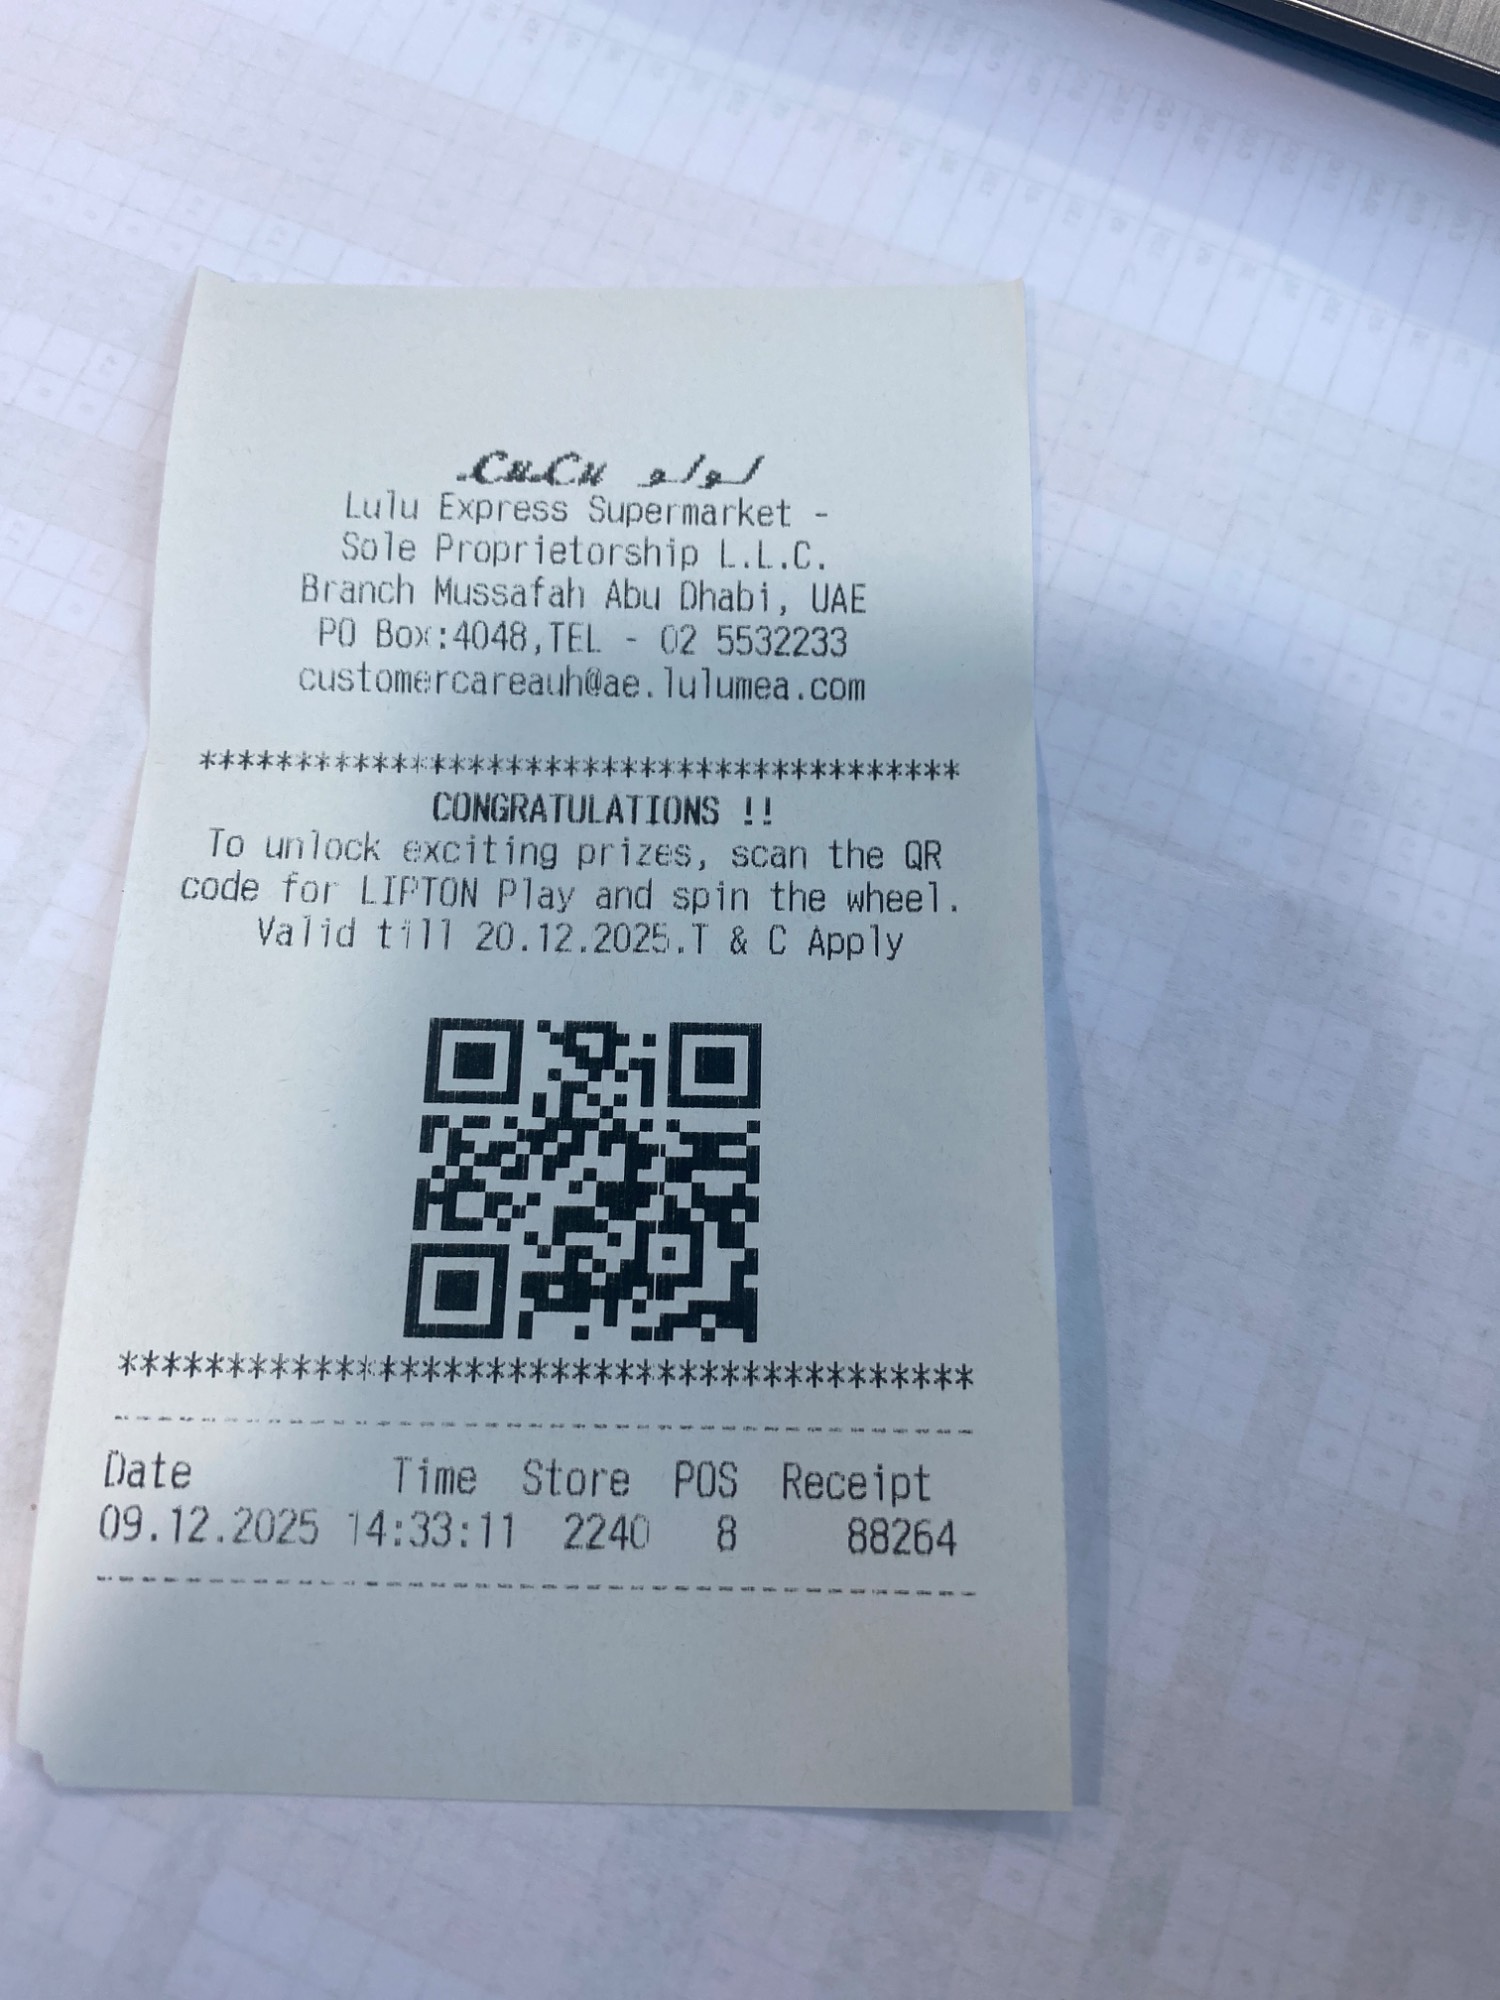 LuLu لولو
Lulu Express Supermarket -
Sole Proprietorship L.L.C.
Branch Mussafah Abu Dhabi, UAE
PO Box:4048,TEL - 02 5532233
customercareauh@ae.lulumea.com
****************************************
CONGRATULATIONS !!
To unlock exciting prizes, scan the QR
code for LIPTON Play and spin the wheel.
Valid till 20.12.2025.T & C Apply
****************************************
Date Time Store POS Receipt
09.12.2025 14:33:11 2240 8 88264